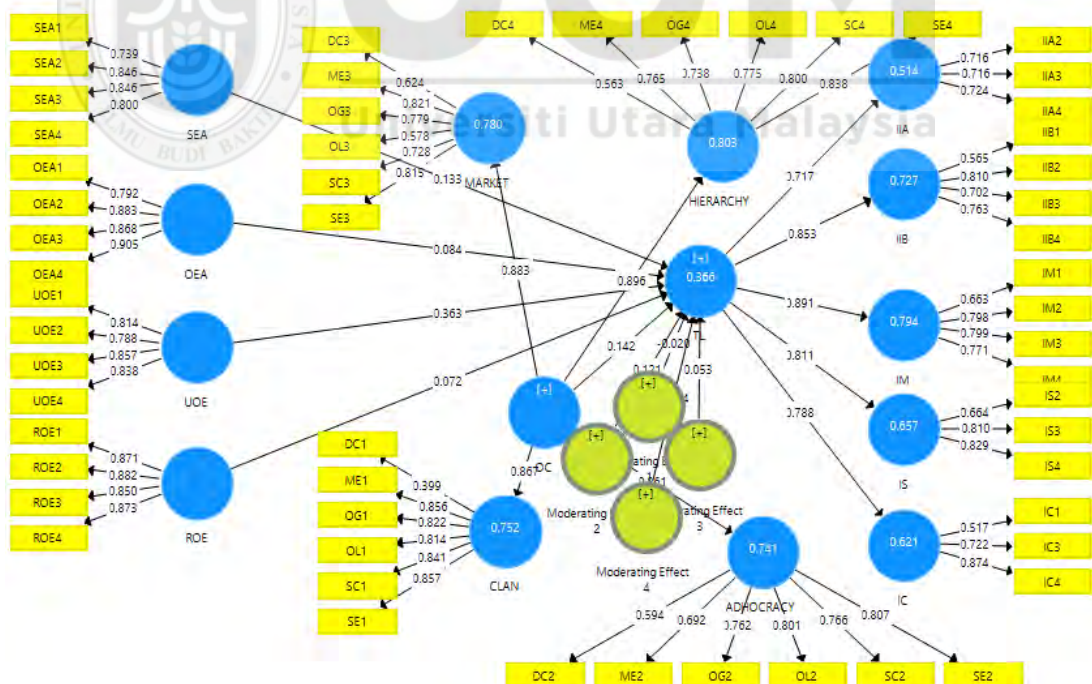 SEA1
SEA2
SEA3
SEA4
0.739
0.846
0.846
0.800
SEA
OEA1
OEA2
OEA3
OEA4
0.792
0.883
0.868
0.905
OEA
UOE1
UOE2
UOE3
UOE4
0.814
0.788
0.857
0.838
UOE
ROE1
ROE2
ROE3
ROE4
0.871
0.882
0.850
0.873
ROE
DC3
ME3
OG3
OL3
SC3
SE3
0.624
0.821
0.779
0.578
0.728
0.815
0.780
MARKET
DC4
ME4
OG4
OL4
SC4
SE4
0.563
0.765
0.738
0.775
0.800
0.838
0.803
HIERARCHY
Universiti Utara Malaysia
BUDI
0.133
0.084
0.363
0.072
0.883
0.896
0.142
-0.020
0.053
[+]
0.366
TL
0.717
0.853
0.891
0.811
0.788
0.514
IIA
IIA2
IIA3
IIA4
0.716
0.716
0.724
0.727
IIB
IIB1
IIB2
IIB3
IIB4
0.565
0.810
0.702
0.763
0.794
IM
IM1
IM2
IM3
IM4
0.663
0.798
0.799
0.771
0.657
IS
IS2
IS3
IS4
0.664
0.810
0.829
0.621
IC
IC1
IC3
IC4
0.517
0.722
0.874
[+]
OC
0.867
[+]
[+]
[+]
[+]
1
Moderating
2
rating Effect
3
Moderating Effect
4
DC1
ME1
OG1
OL1
SC1
SE1
0.399
0.856
0.822
0.814
0.841
0.857
0.752
CLAN
0.741
ADHOCRACY
0.594
0.692
0.762
0.801
0.766
0.807
DC2
ME2
OG2
OL2
SC2
SE2